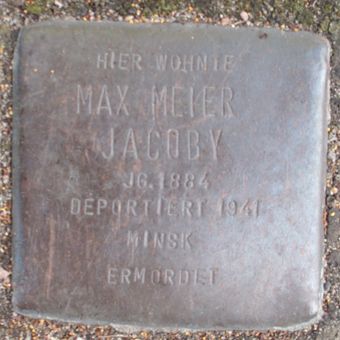 HIER WOHNTE
MAX MEIER
JACOBY
JG. 1884
DEPORTIERT 1941
MINSK
ERMORDET